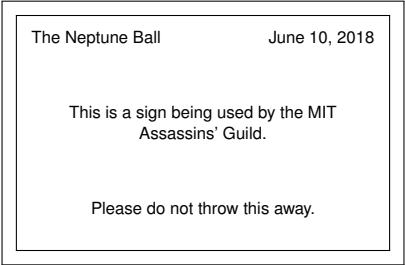 The Neptune Ball June 10, 2018
This is a sign being used by the MIT
Assassins’ Guild.
Please do not throw this away.